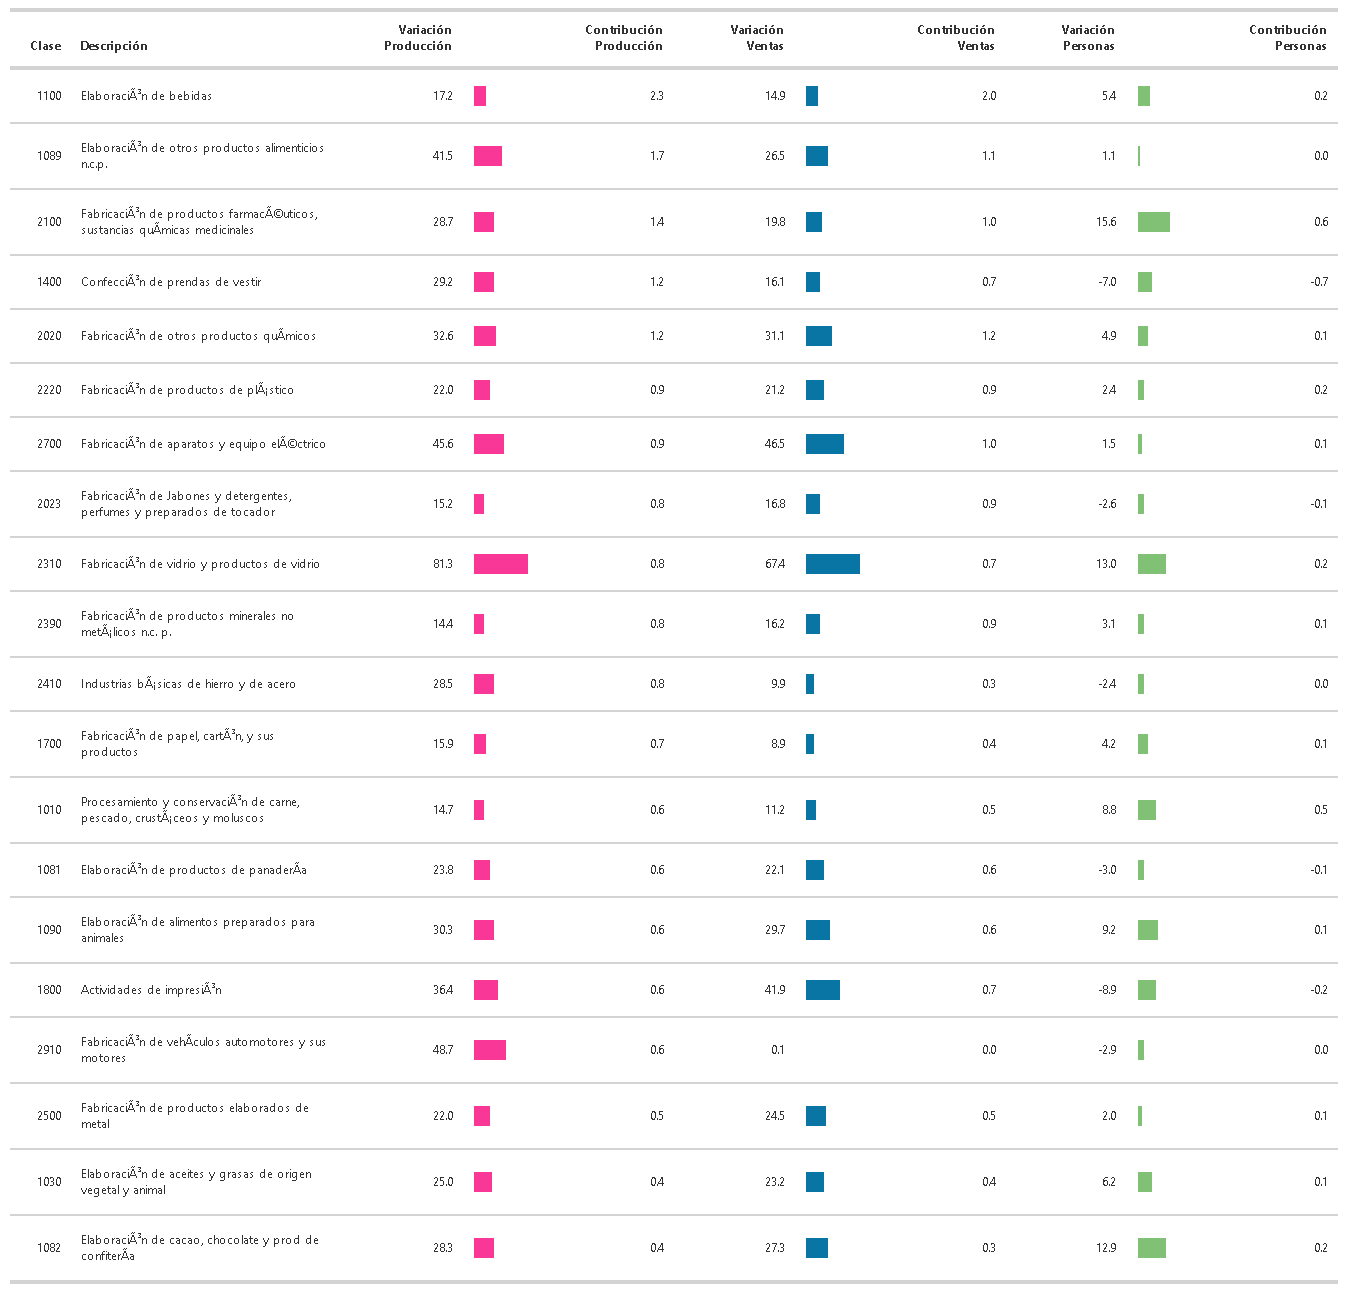 Clase Descripción Variación Producción Contribución Producción Variación Ventas Contribución Ventas Variación Personas Contribución Personas
1100 ElaboraciÃ³n de bebidas 17.2 2.3 14.9 2.0 5.4 0.2
1089 ElaboraciÃ³n de otros productos alimenticios n.c.p. 41.5 1.7 26.5 1.1 1.1 0.0
2100 FabricaciÃ³n de productos farmacÃ©uticos, sustancias quÃ­micas medicinales 28.7 1.4 19.8 1.0 15.6 0.6
1400 ConfecciÃ³n de prendas de vestir 29.2 1.2 16.1 0.7 -7.0 -0.7
2020 FabricaciÃ³n de otros productos quÃ­micos 32.6 1.2 31.1 1.2 4.9 0.1
2220 FabricaciÃ³n de productos de plÃ¡stico 22.0 0.9 21.2 0.9 2.4 0.2
2700 FabricaciÃ³n de aparatos y equipo elÃ©ctrico 45.6 0.9 46.5 1.0 1.5 0.1
2023 FabricaciÃ³n de Jabones y detergentes, perfumes y preparados de tocador 15.2 0.8 16.8 0.9 -2.6 -0.1
2310 FabricaciÃ³n de vidrio y productos de vidrio 81.3 0.8 67.4 0.7 13.0 0.2
2390 FabricaciÃ³n de productos minerales no metÃ¡licos n.c. p. 14.4 0.8 16.2 0.9 3.1 0.1
2410 Industrias bÃ¡sicas de hierro y de acero 28.5 0.8 9.9 0.3 -2.4 0.0
1700 FabricaciÃ³n de papel, cartÃ³n, y sus productos 15.9 0.7 8.9 0.4 4.2 0.1
1010 Procesamiento y conservaciÃ³n de carne, pescado, crustÃ¡ceos y moluscos 14.7 0.6 11.2 0.5 8.8 0.5
1081 ElaboraciÃ³n de productos de panaderÃ­a 23.8 0.6 22.1 0.6 -3.0 -0.1
1090 ElaboraciÃ³n de alimentos preparados para animales 30.3 0.6 29.7 0.6 9.2 0.1
1800 Actividades de impresiÃ³n 36.4 0.6 41.9 0.7 -8.9 -0.2
2910 FabricaciÃ³n de vehÃ­culos automotores y sus motores 48.7 0.6 0.1 0.0 -2.9 0.0
2500 FabricaciÃ³n de productos elaborados de metal 22.0 0.5 24.5 0.5 2.0 0.1
1030 ElaboraciÃ³n de aceites y grasas de origen vegetal y animal 25.0 0.4 23.2 0.4 6.2 0.1
1082 ElaboraciÃ³n de cacao, chocolate y prod de confiterÃ­a 28.3 0.4 27.3 0.3 12.9 0.2